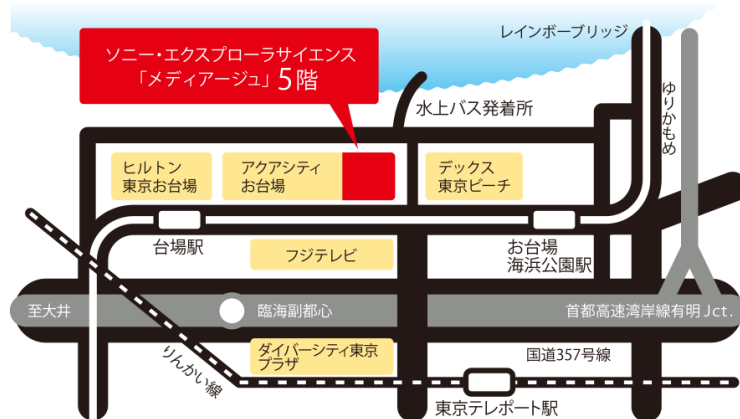 レインボーブリッジ
ソニー・エクスプローラサイエンス
「メディアージュ」5階
水上バス発着所
ゆりかもめ
ヒルトン
東京お台場
アクアシティ
お台場
デックス
東京ビーチ
台場駅
お台場
海浜公園駅
フジテレビ
至大井
臨海副都心
首都高速湾岸線有明Jct.
りんかい線
ダイバーシティ東京
プラザ
国道357号線
東京テレポート駅